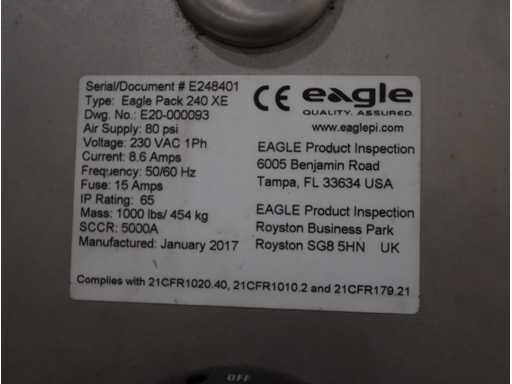 Serial/Document # E248401
Type: Eagle Pack 240 XE
Dwg. No.: E20-000093
Air Supply: 80 psi
Voltage: 230 VAC 1Ph
Current: 8.6 Amps
Frequency: 50/60 Hz
Fuse: 15 Amps
IP Rating: 65
Mass: 1000 lbs/ 454 kg
SCCR: 5000A
Manufactured: January 2017
CE eagle
QUALITY. ASSURED.
www.eaglepi.com
EAGLE Product Inspection
6005 Benjamin Road
Tampa, FL 33634 USA
EAGLE Product Inspection
Royston Business Park
Royston SG8 5HN UK
Complies with 21CFR1020.40, 21CFR1010.2 and 21CFR179.21
OFF